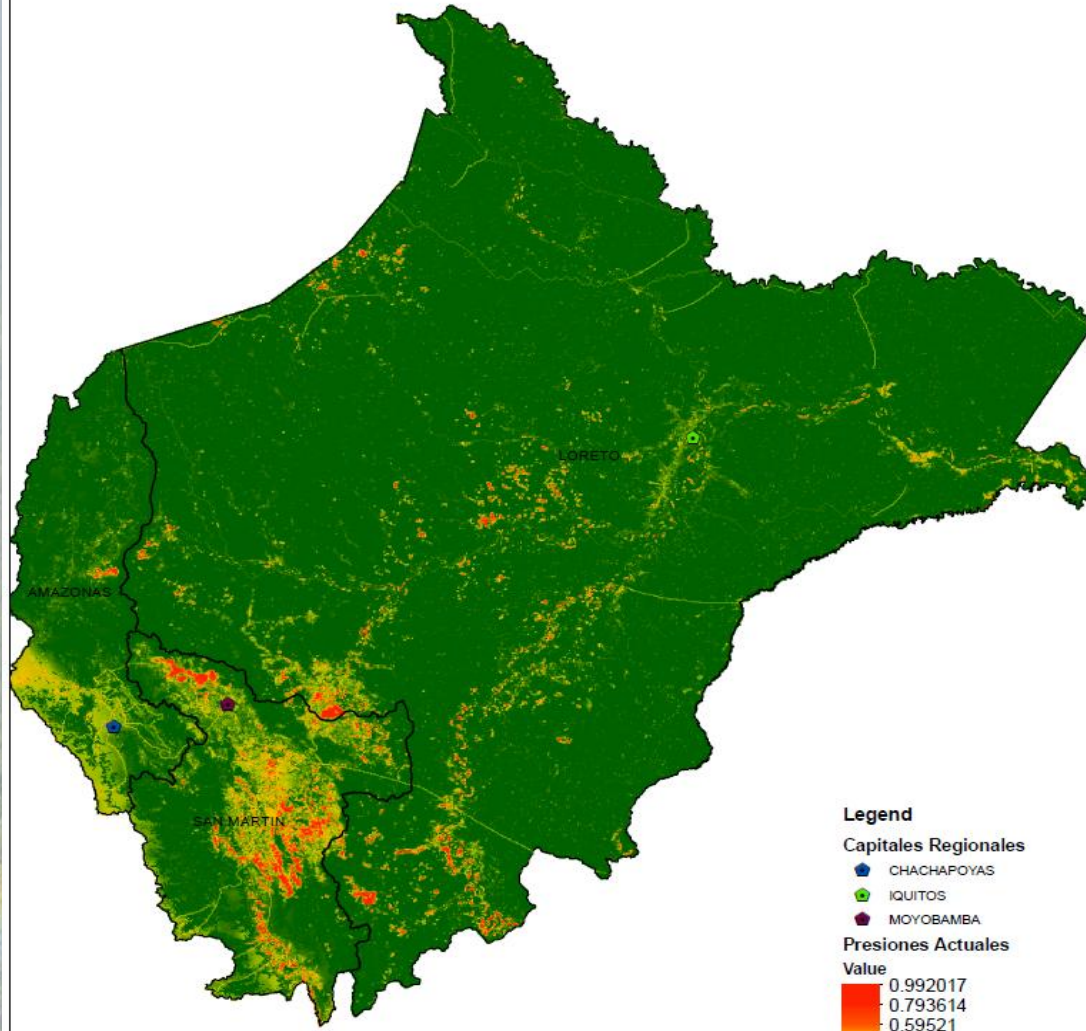 LORETO
AMAZONAS
SAN MARTIN
Legend
Capitales Regionales
CHACHAPOYAS
IQUITOS
MOYOBAMBA
Presiones Actuales
Value
0.992017
0.793614
0.59521